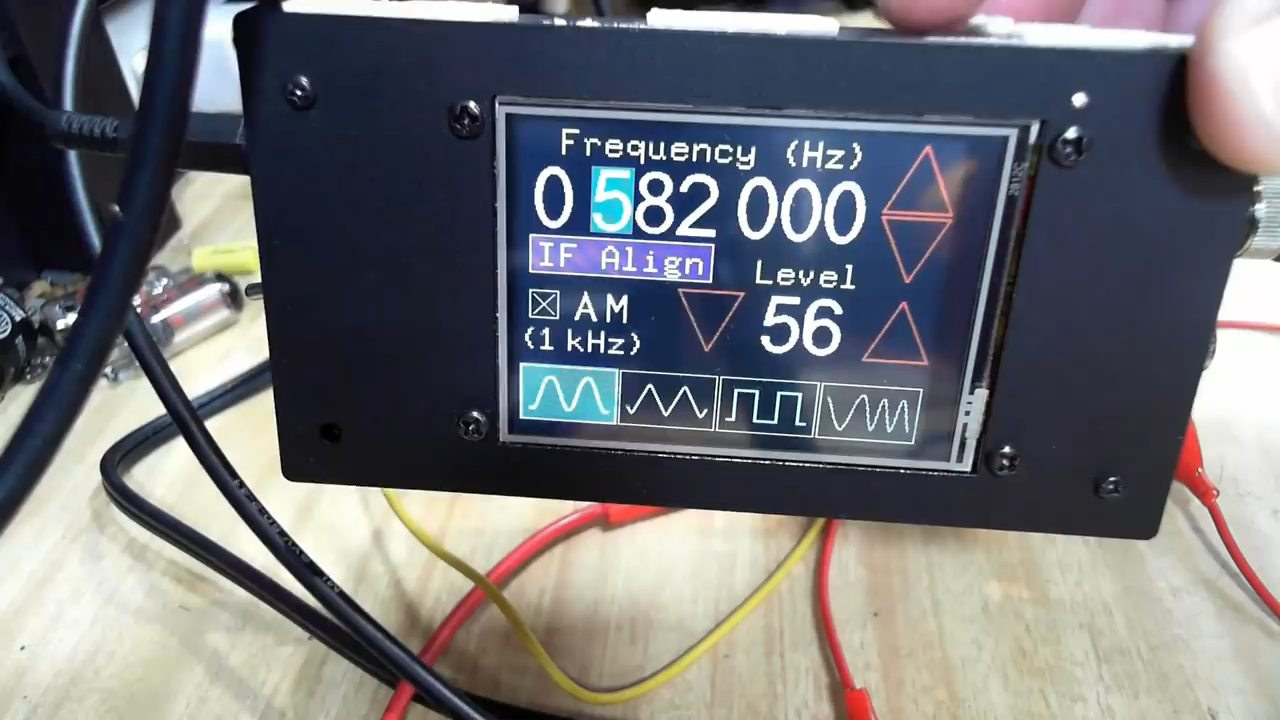 Frequency (Hz)
0 582 000
IF Align
Level
AM
56
(1 kHz)